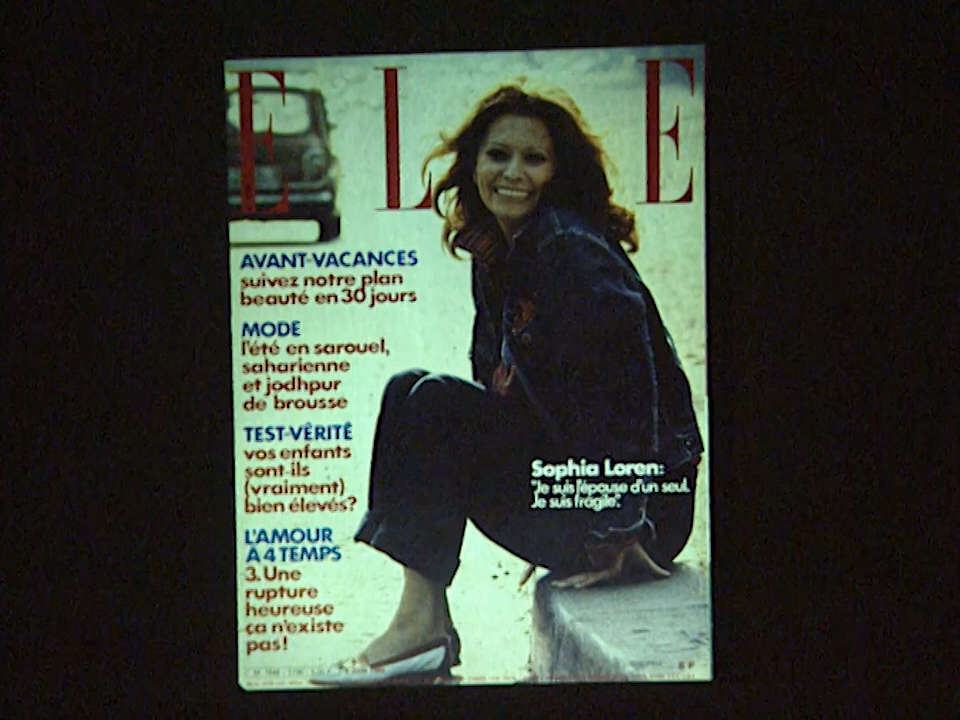 ELLE
AVANT-VACANCES
suivez notre plan
beauté en 30 jours
MODE
l'été en sarouel,
saharienne
et jodhpur
de brousse
TEST-VÉRITÉ
vos enfants
sont-ils
(vraiment)
bien élevés?
L'AMOUR
À 4 TEMPS
3. Une
rupture
heureuse
ça n'existe
pas!
Sophia Loren:
"Je suis l'épouse d'un seul.
Je suis fragile".